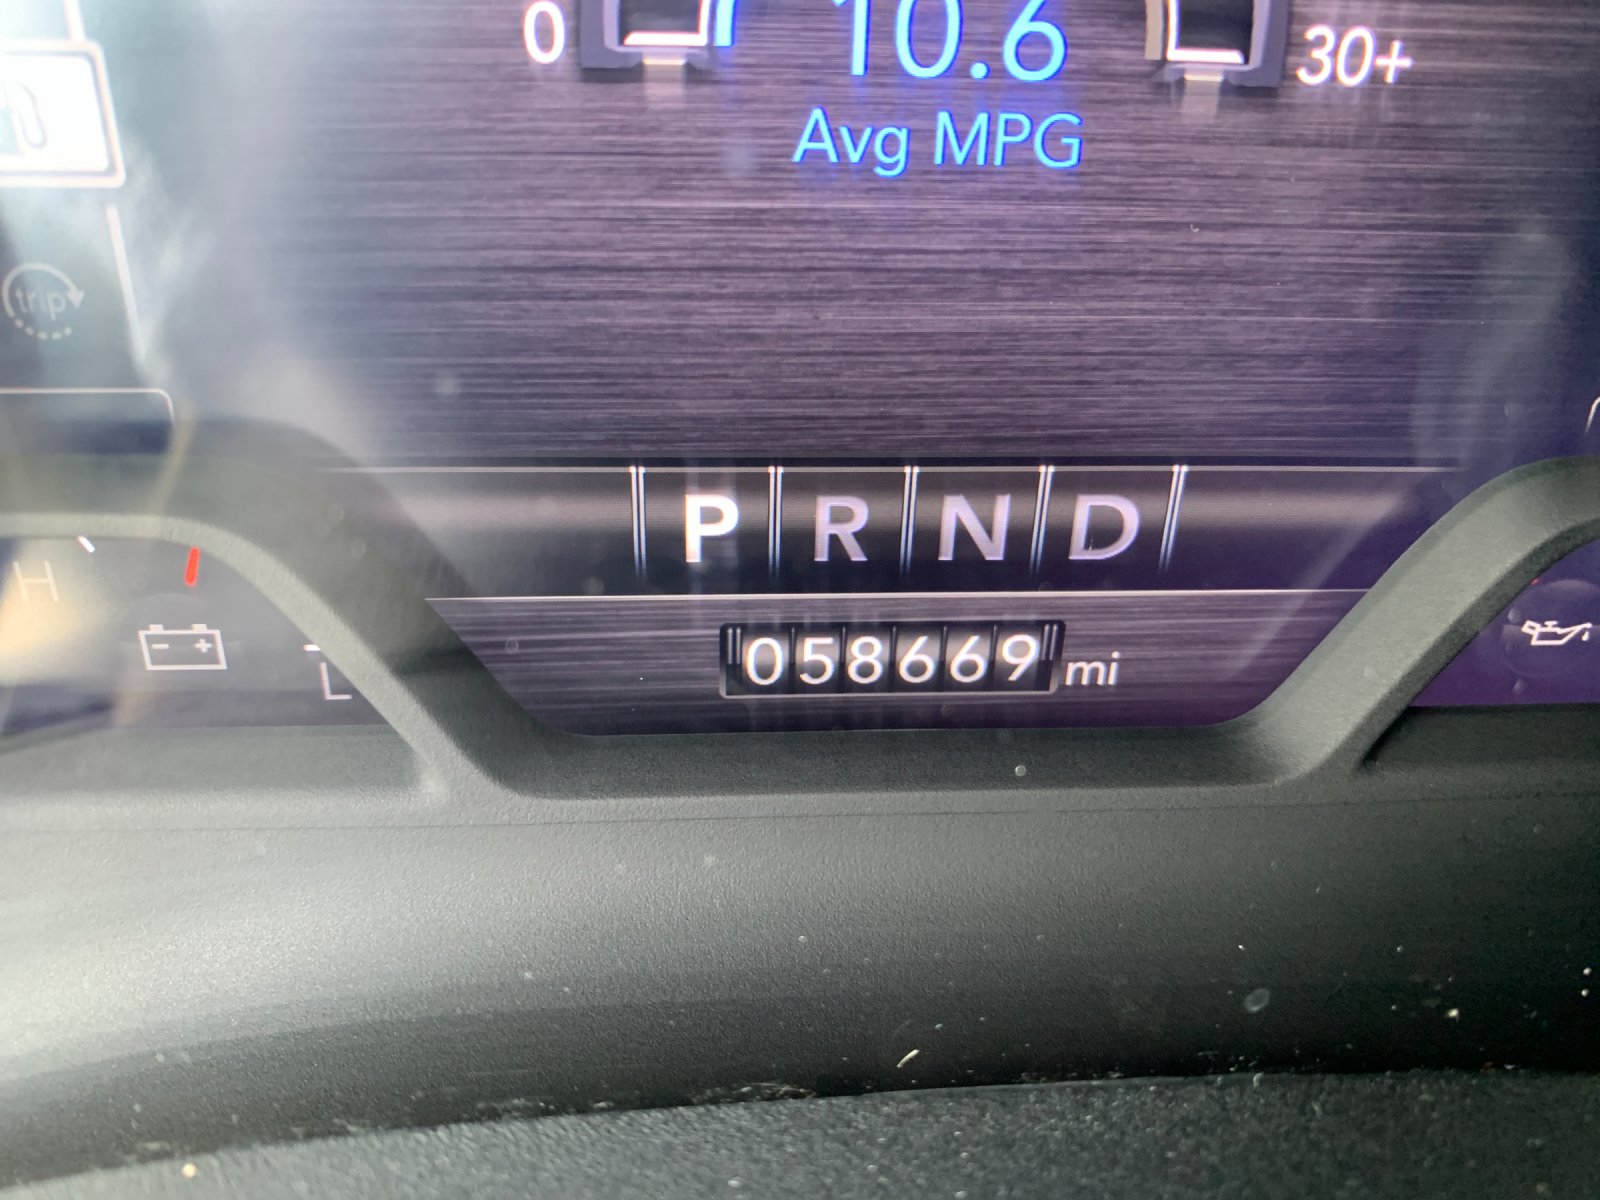 0 10.6 30+
Avg MPG
trip
P R N D
H
058669 mi
L